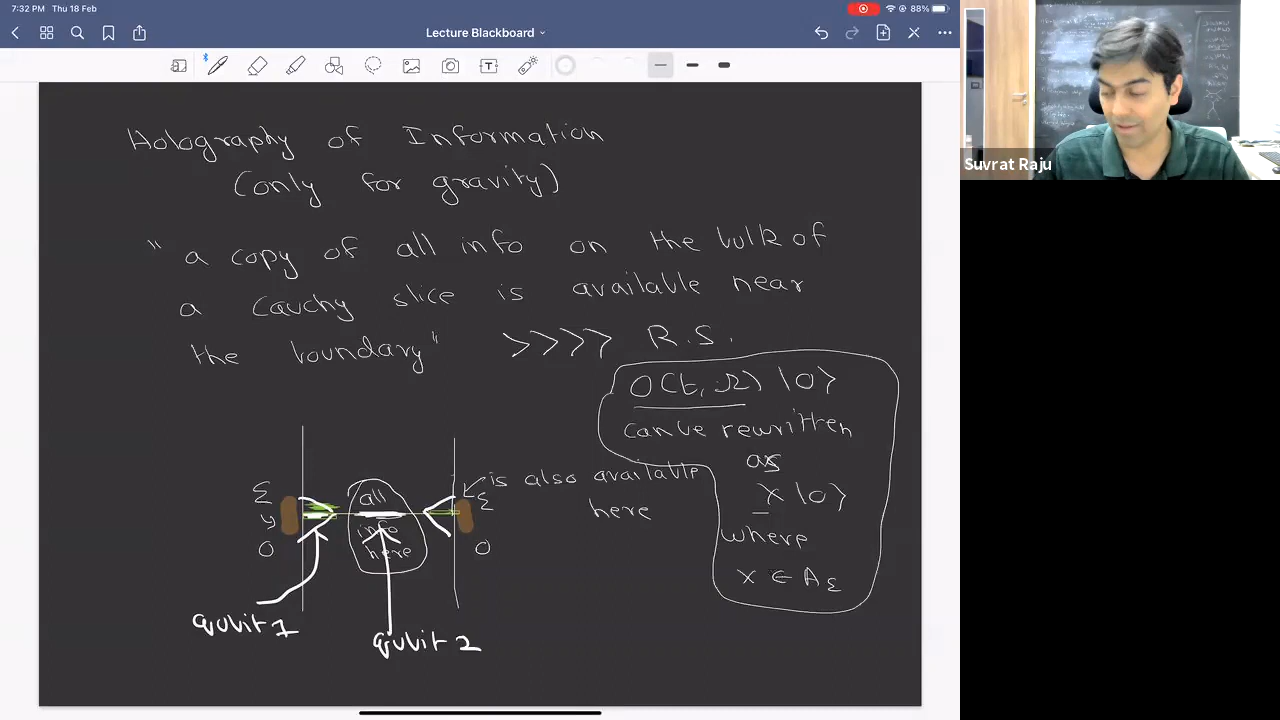 7:32 PM Thu 18 Feb
88%
Lecture Blackboard
Suvrat Raju
Holography of Information
(only for gravity)
" a copy of all info on the bulk of
a Cauchy slice is available near
the boundary" >>>> R.S.
O(t, Ω) |0>
can be rewritten
as
X |0>
where
X ∈ Aε
is also available
here
ε
0
all
info
here
ε
0
qubit 1
qubit 2